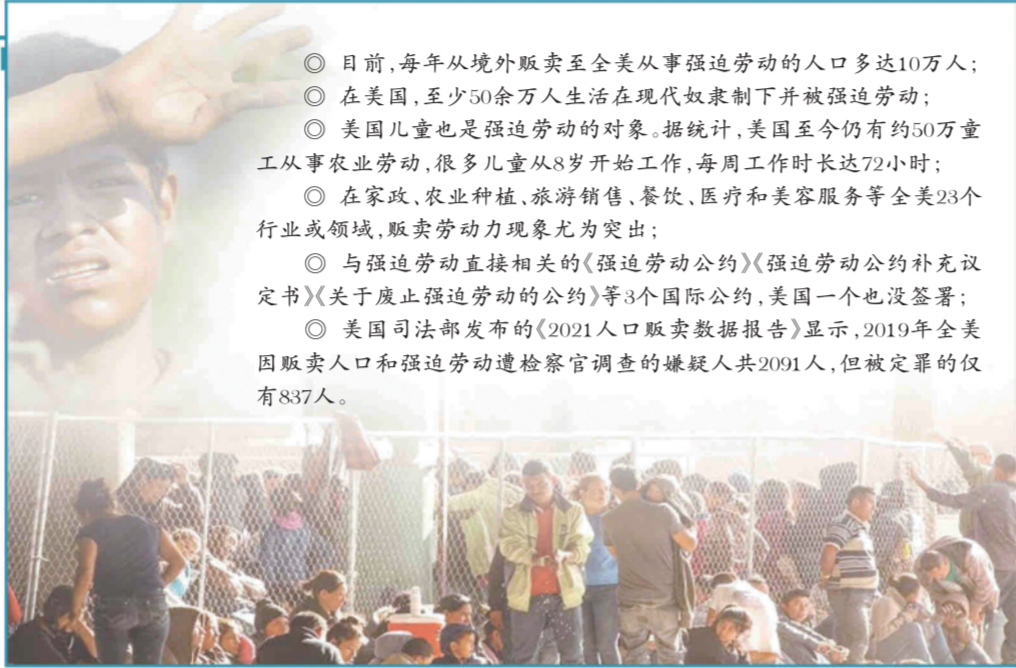 ◎ 目前,每年从境外贩卖至全美从事强迫劳动的人口多达10万人;
◎ 在美国,至少50余万人生活在现代奴隶制下并被强迫劳动;
◎ 美国儿童也是强迫劳动的对象。据统计,美国至今仍有约50万童
工从事农业劳动,很多儿童从8岁开始工作,每周工作时长达72小时;
◎ 在家政、农业种植、旅游销售、餐饮、医疗和美容服务等全美23个
行业或领域,贩卖劳动力现象尤为突出;
◎ 与强迫劳动直接相关的《强迫劳动公约》《强迫劳动公约补充议
定书》《关于废止强迫劳动的公约》等3个国际公约,美国一个也没签署;
◎ 美国司法部发布的《2021人口贩卖数据报告》显示,2019年全美
因贩卖人口和强迫劳动遭检察官调查的嫌疑人共2091人,但被定罪的仅
有837人。